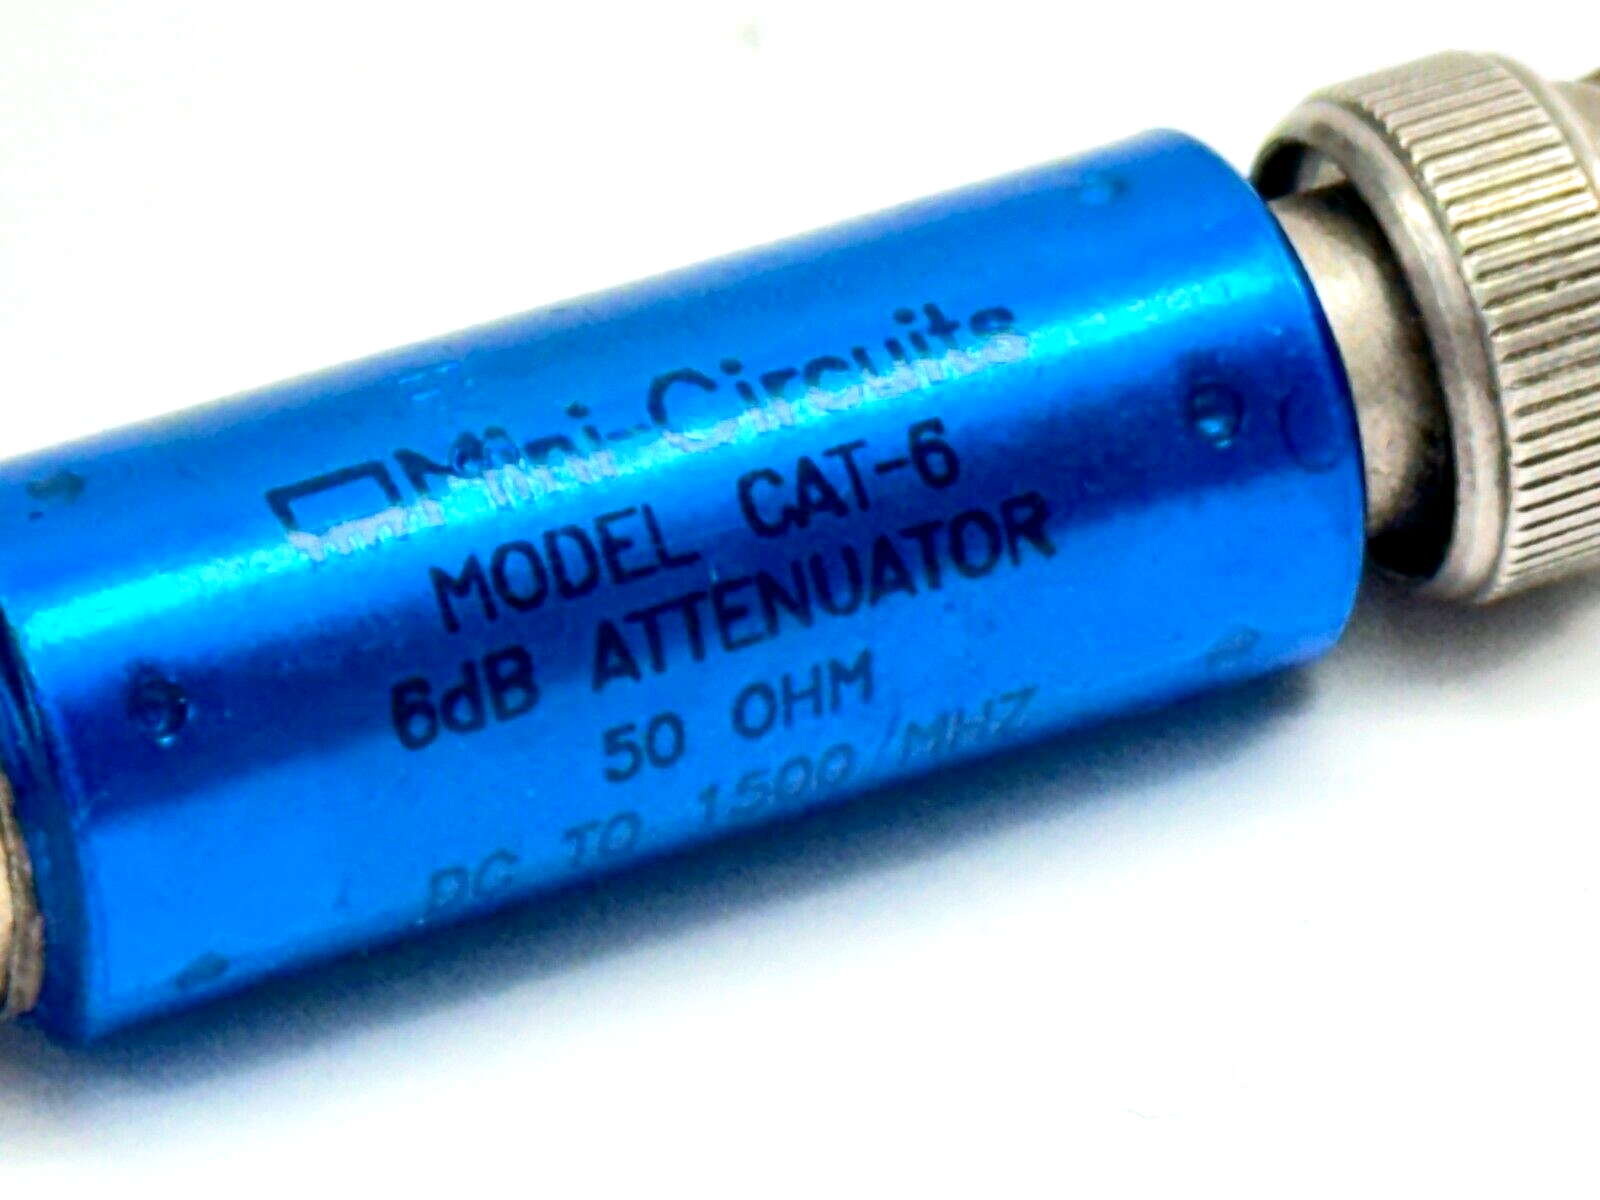 Mini-Circuits
MODEL CAT-6
6dB ATTENUATOR
50 OHM
DC TO 1500 MHZ